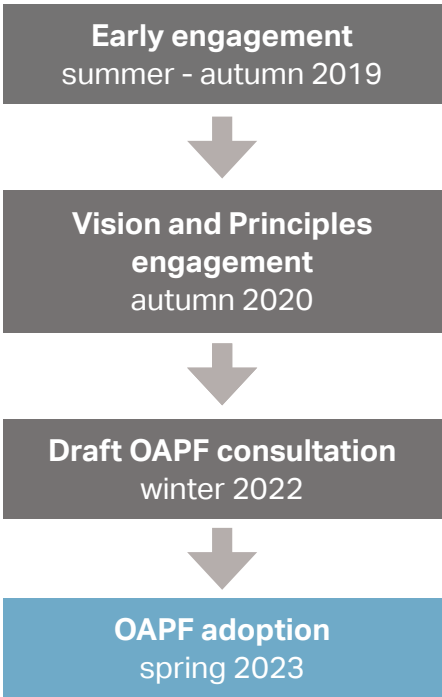 Early engagement
summer - autumn 2019
Vision and Principles
engagement
autumn 2020
Draft OAPF consultation
winter 2022
OAPF adoption
spring 2023